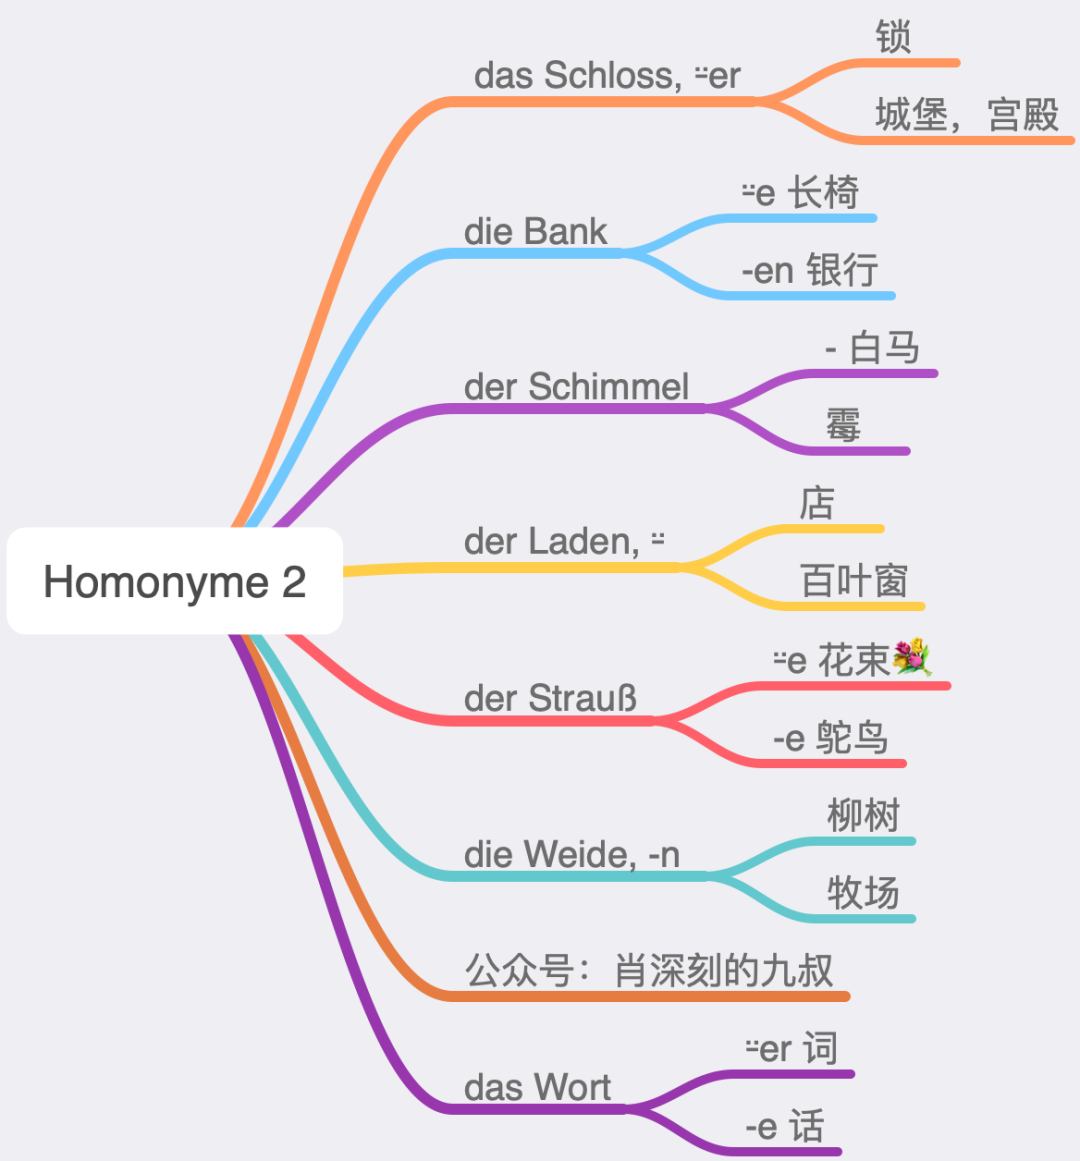 锁
das Schloss, ⸚er
城堡，宫殿
⸚e 长椅
die Bank
-en 银行
- 白马
der Schimmel
霉
店
der Laden, ⸚
百叶窗
Homonyme 2
⸚e 花束💐
der Strauß
-e 鸵鸟
柳树
die Weide, -n
牧场
公众号：肖深刻的九叔
⸚er 词
das Wort
-e 话